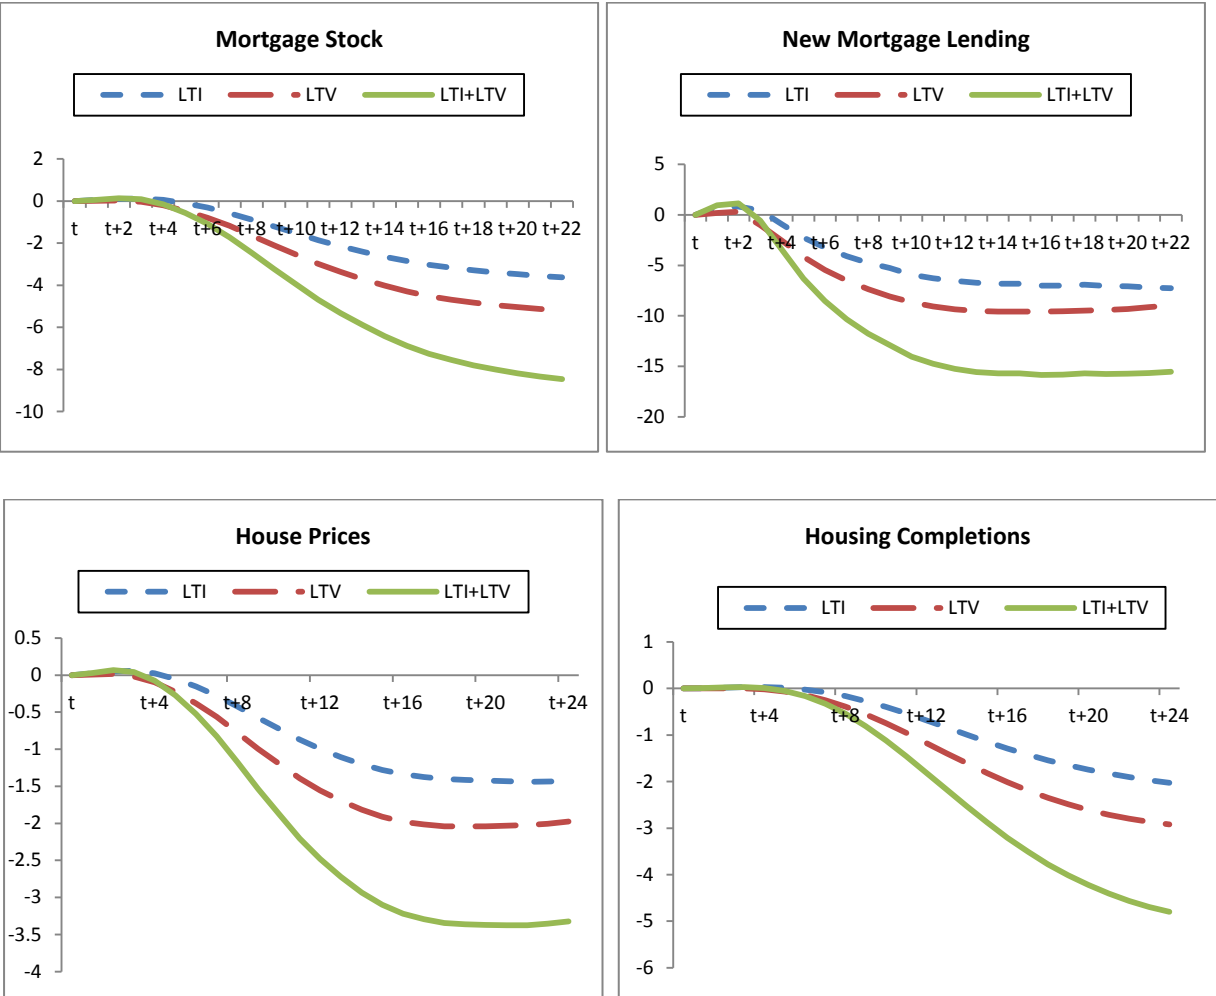 Mortgage Stock
LTI LTV LTI+LTV
2
0
-2
-4
-6
-8
-10
t t+2 t+4 t+6 t+8 t+10 t+12 t+14 t+16 t+18 t+20 t+22
New Mortgage Lending
LTI LTV LTI+LTV
5
0
-5
-10
-15
-20
t t+2 t+4 t+6 t+8 t+10 t+12 t+14 t+16 t+18 t+20 t+22
House Prices
LTI LTV LTI+LTV
0.5
0
-0.5
-1
-1.5
-2
-2.5
-3
-3.5
-4
t t+4 t+8 t+12 t+16 t+20 t+24
Housing Completions
LTI LTV LTI+LTV
1
0
-1
-2
-3
-4
-5
-6
t t+4 t+8 t+12 t+16 t+20 t+24